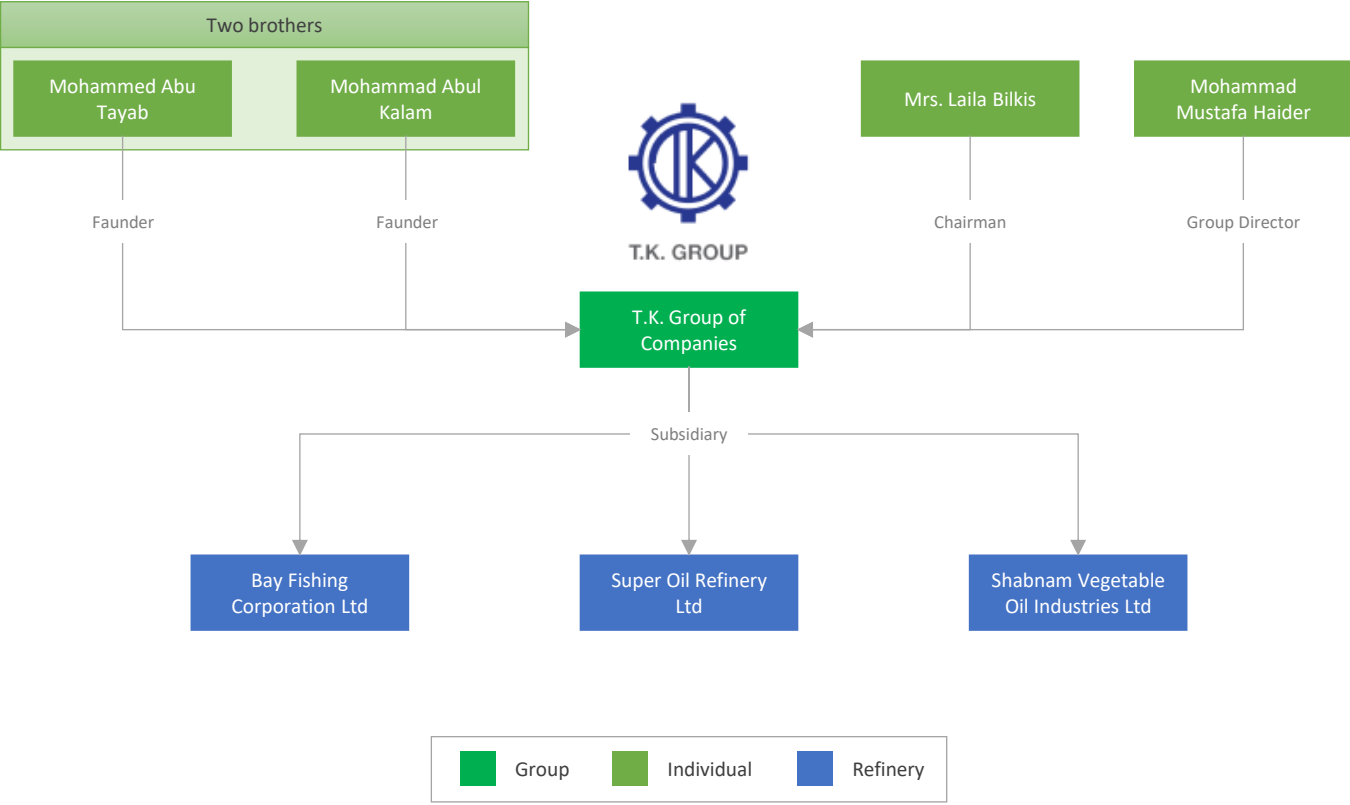 Two brothers
Mohammed Abu
Tayab
Mohammad Abul
Kalam
Mrs. Laila Bilkis
Mohammad
Mustafa Haider
TK
T.K. GROUP
Faunder
Faunder
Chairman
Group Director
T.K. Group of
Companies
Subsidiary
Bay Fishing
Corporation Ltd
Super Oil Refinery
Ltd
Shabnam Vegetable
Oil Industries Ltd
Group
Individual
Refinery